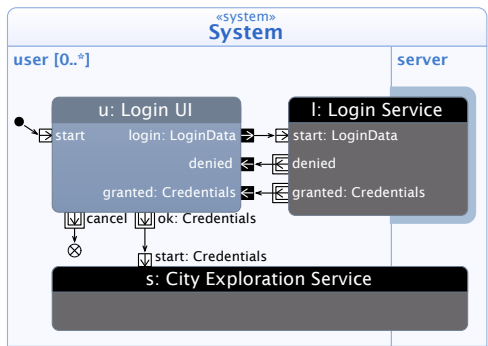 «system»
System
user [0..*]
server
u: Login UI
l: Login Service
start
login: LoginData
start: LoginData
denied
denied
granted: Credentials
granted: Credentials
cancel
ok: Credentials
start: Credentials
s: City Exploration Service